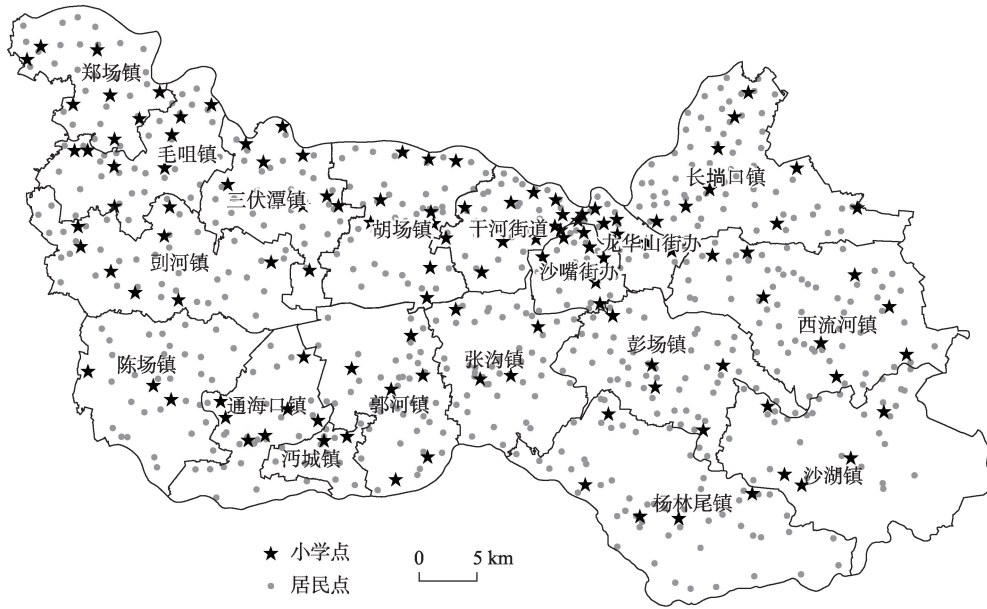 郑场镇
毛咀镇
长埫口镇
三伏潭镇
胡场镇
干河街道
龙华山街办
剅河镇
沙嘴街办
西流河镇
彭场镇
陈场镇
张沟镇
通海口镇
郭河镇
沔城镇
沙湖镇
杨林尾镇
小学点
居民点
0 5 km